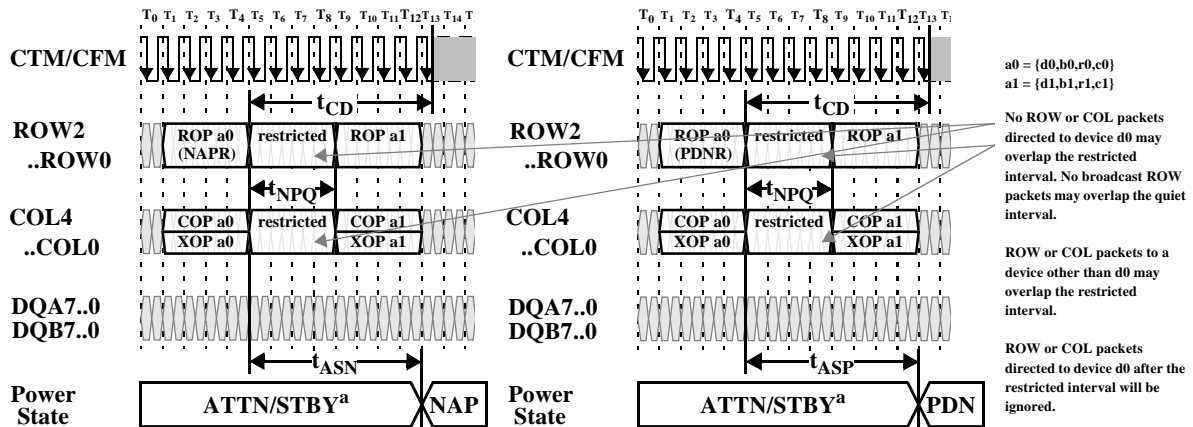 T0 T1 T2 T3 T4 T5 T6 T7 T8 T9 T10 T11 T12 T13 T14
CTM/CFM
tCD
ROW2
..ROW0
ROP a0
(NAPR)
restricted
ROP a1
tNPQ
COL4
..COL0
COP a0
XOP a0
restricted
COP a1
XOP a1
DQA7..0
DQB7..0
tASN
Power
State
ATTN/STBYa
NAP
T0 T1 T2 T3 T4 T5 T6 T7 T8 T9 T10 T11 T12 T13
CTM/CFM
tCD
ROW2
..ROW0
ROP a0
(PDNR)
restricted
ROP a1
tNPQ
COL4
..COL0
COP a0
XOP a0
restricted
COP a1
XOP a1
DQA7..0
DQB7..0
tASP
Power
State
ATTN/STBYa
PDN
a0 = {d0,b0,r0,c0}
a1 = {d1,b1,r1,c1}
No ROW or COL packets
directed to device d0 may
overlap the restricted
interval. No broadcast ROW
packets may overlap the quiet
interval.
ROW or COL packets to a
device other than d0 may
overlap the restricted
interval.
ROW or COL packets
directed to device d0 after the
restricted interval will be
ignored.